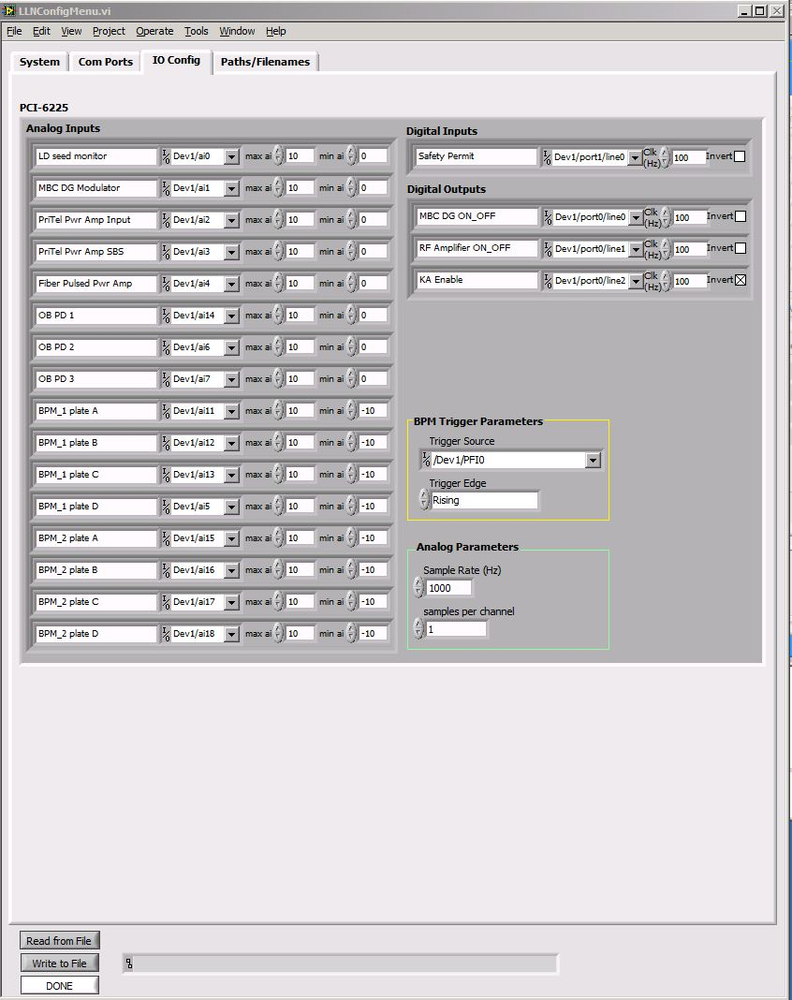 LLNConfigMenu.vi
File Edit View Project Operate Tools Window Help
System Com Ports IO Config Paths/Filenames
PCI-6225
Analog Inputs
LD seed monitor I/O Dev1/ai0 max ai 10 min ai 0
MBC DG Modulator I/O Dev1/ai1 max ai 10 min ai 0
PriTel Pwr Amp Input I/O Dev1/ai2 max ai 10 min ai 0
PriTel Pwr Amp SBS I/O Dev1/ai3 max ai 10 min ai 0
Fiber Pulsed Pwr Amp I/O Dev1/ai4 max ai 10 min ai 0
OB PD 1 I/O Dev1/ai14 max ai 10 min ai 0
OB PD 2 I/O Dev1/ai6 max ai 10 min ai 0
OB PD 3 I/O Dev1/ai7 max ai 10 min ai 0
BPM_1 plate A I/O Dev1/ai11 max ai 10 min ai -10
BPM_1 plate B I/O Dev1/ai12 max ai 10 min ai -10
BPM_1 plate C I/O Dev1/ai13 max ai 10 min ai -10
BPM_1 plate D I/O Dev1/ai5 max ai 10 min ai -10
BPM_2 plate A I/O Dev1/ai15 max ai 10 min ai -10
BPM_2 plate B I/O Dev1/ai16 max ai 10 min ai -10
BPM_2 plate C I/O Dev1/ai17 max ai 10 min ai -10
BPM_2 plate D I/O Dev1/ai18 max ai 10 min ai -10
Digital Inputs
Safety Permit I/O Dev1/port1/line0 Clk (Hz) 100 Invert
Digital Outputs
MBC DG ON_OFF I/O Dev1/port0/line0 Clk (Hz) 100 Invert
RF Amplifier ON_OFF I/O Dev1/port0/line1 Clk (Hz) 100 Invert
KA Enable I/O Dev1/port0/line2 Clk (Hz) 100 Invert
BPM Trigger Parameters
Trigger Source
I/O /Dev1/PFI0
Trigger Edge
Rising
Analog Parameters
Sample Rate (Hz)
1000
samples per channel
1
Read from File
Write to File
DONE